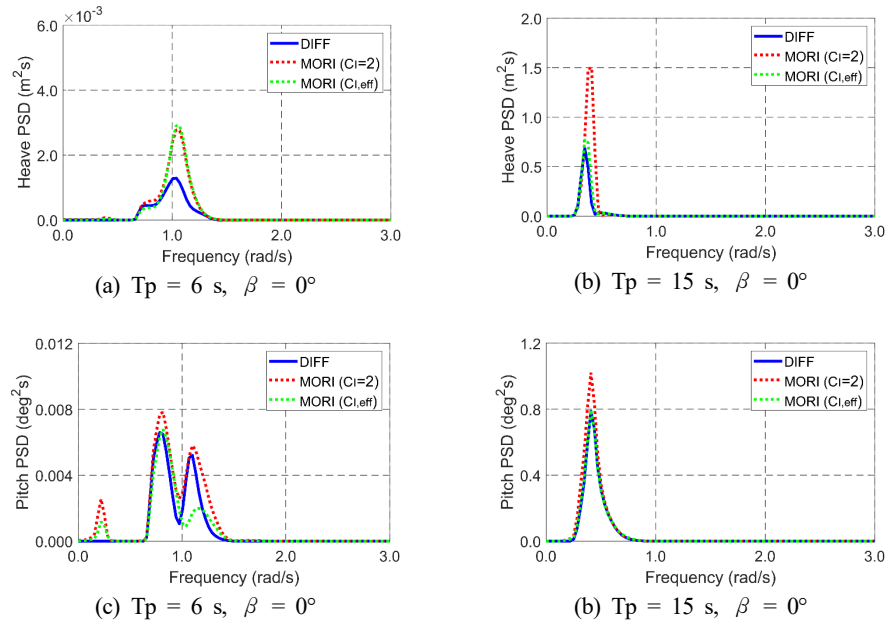 ×10⁻³
6.0
4.0
2.0
0.0
Heave PSD (m²s)
DIFF
MORI (CI=2)
MORI (CI,eff)
0.0 1.0 2.0 3.0
Frequency (rad/s)
(a) Tp = 6 s, β = 0°
2.0
1.5
1.0
0.5
0.0
Heave PSD (m²s)
DIFF
MORI (CI=2)
MORI (CI,eff)
0.0 1.0 2.0 3.0
Frequency (rad/s)
(b) Tp = 15 s, β = 0°
0.012
0.008
0.004
0.000
Pitch PSD (deg²s)
DIFF
MORI (CI=2)
MORI (CI,eff)
0.0 1.0 2.0 3.0
Frequency (rad/s)
(c) Tp = 6 s, β = 0°
1.2
0.8
0.4
0.0
Pitch PSD (deg²s)
DIFF
MORI (CI=2)
MORI (CI,eff)
0.0 1.0 2.0 3.0
Frequency (rad/s)
(b) Tp = 15 s, β = 0°